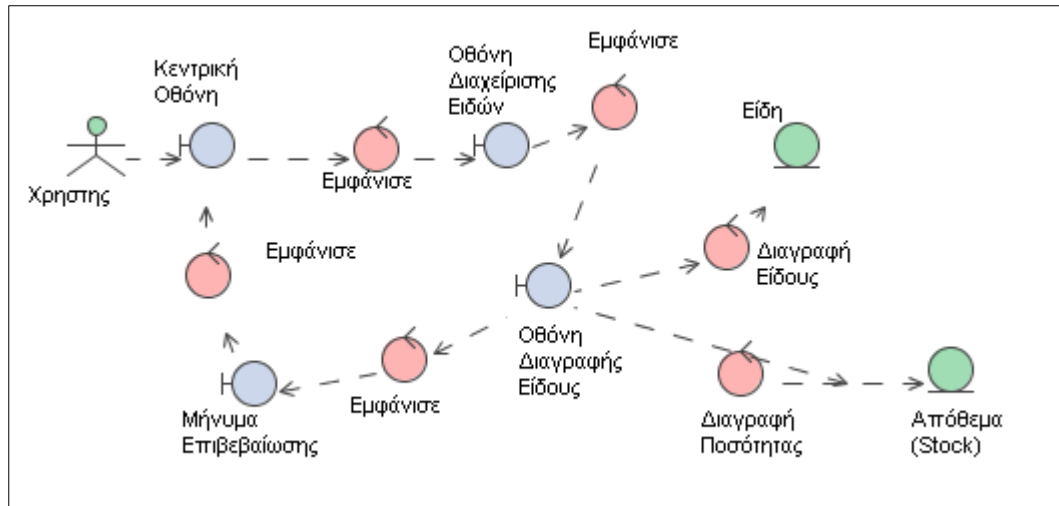 Κεντρική
Οθόνη
Οθόνη
Διαχείρισης
Ειδών
Εμφάνισε
Είδη
Χρηστης
Εμφάνισε
Εμφάνισε
Διαγραφή
Είδους
Οθόνη
Διαγραφής
Είδους
Εμφάνισε
Μήνυμα
Επιβεβαίωσης
Διαγραφή
Ποσότητας
Απόθεμα
(Stock)